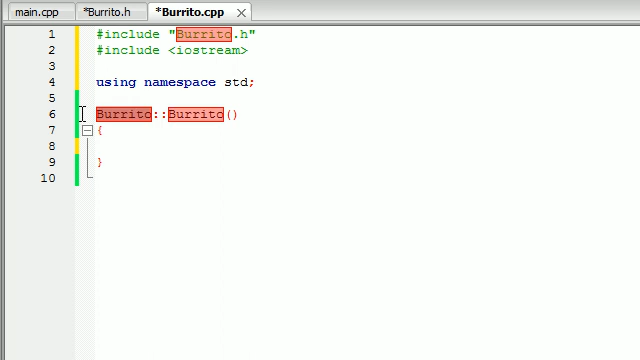 main.cpp *Burrito.h *Burrito.cpp
1 #include "Burrito.h"
2 #include <iostream>
3
4 using namespace std;
5
6 Burrito::Burrito()
7 {
8
9 }
10